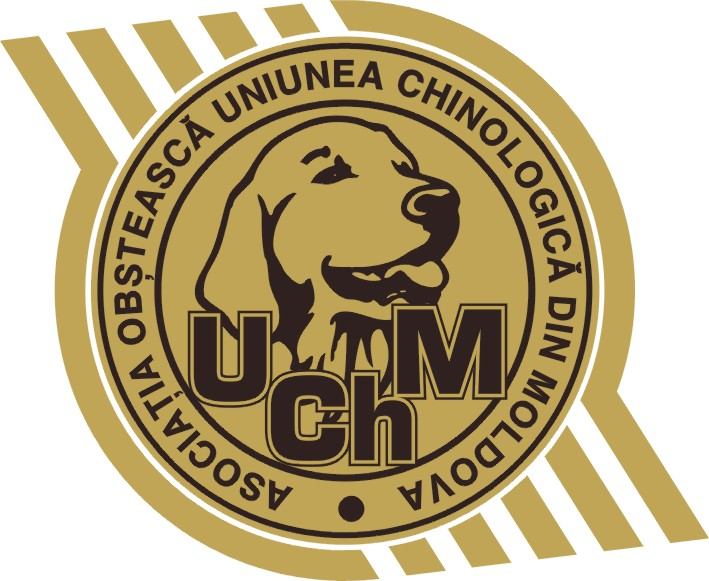 ASOCIAȚIA OBȘTEASCĂ UNIUNEA CHINOLOGICĂ DIN MOLDOVA
UChM